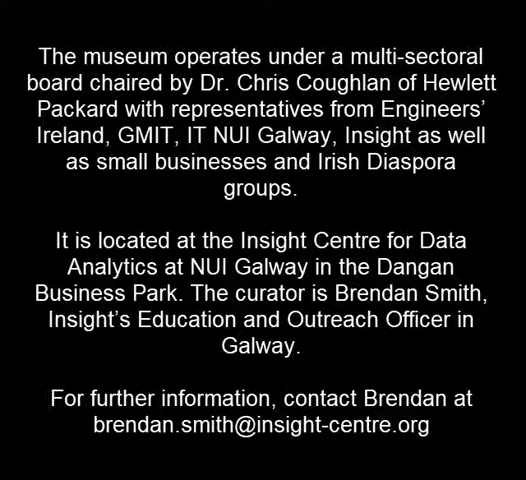 The museum operates under a multi-sectoral
board chaired by Dr. Chris Coughlan of Hewlett
Packard with representatives from Engineers’
Ireland, GMIT, IT NUI Galway, Insight as well
as small businesses and Irish Diaspora
groups.
It is located at the Insight Centre for Data
Analytics at NUI Galway in the Dangan
Business Park. The curator is Brendan Smith,
Insight’s Education and Outreach Officer in
Galway.
For further information, contact Brendan at
brendan.smith@insight-centre.org